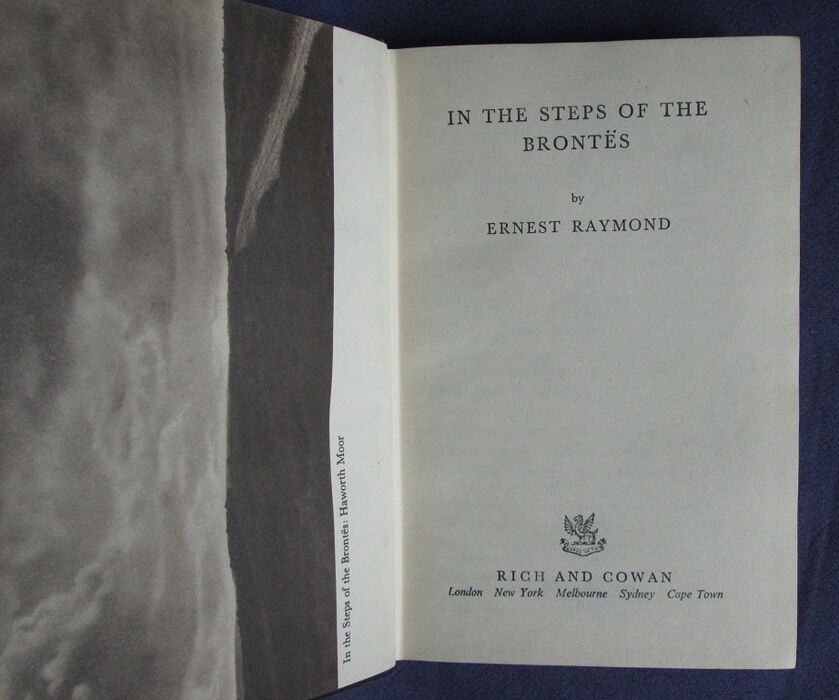 In the Steps of the Brontës: Haworth Moor
IN THE STEPS OF THE
BRONTËS
by
ERNEST RAYMOND
RICH AND COWAN
London New York Melbourne Sydney Cape Town